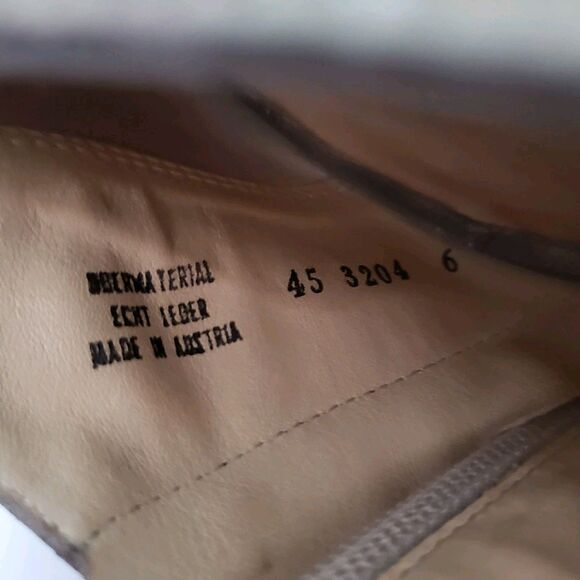 OBERMATERIAL
ECHT LEDER
MADE IN AUSTRIA
45 3204 6